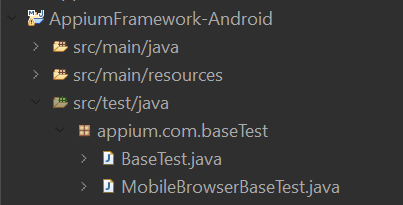 AppiumFramework-Android
src/main/java
src/main/resources
src/test/java
appium.com.baseTest
BaseTest.java
MobileBrowserBaseTest.java